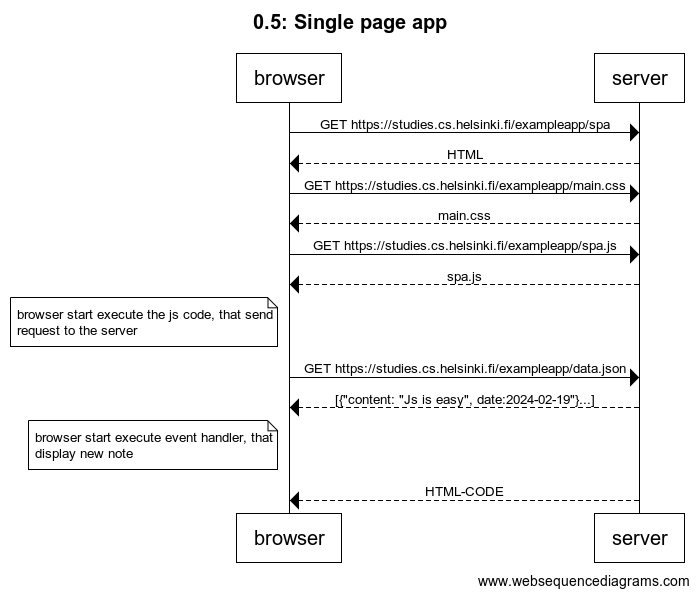 0.5: Single page app
browser
server
GET https://studies.cs.helsinki.fi/exampleapp/spa
HTML
GET https://studies.cs.helsinki.fi/exampleapp/main.css
main.css
GET https://studies.cs.helsinki.fi/exampleapp/spa.js
spa.js
browser start execute the js code, that send
request to the server
GET https://studies.cs.helsinki.fi/exampleapp/data.json
[{"content: "Js is easy", date:2024-02-19"}...]
browser start execute event handler, that
display new note
HTML-CODE
browser
server
www.websequencediagrams.com